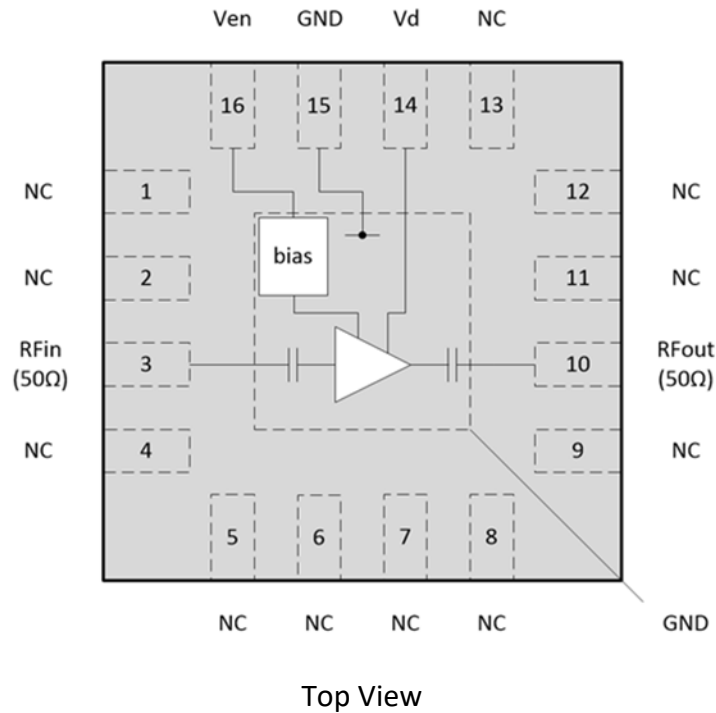 Ven GND Vd NC
16 15 14 13
NC 1 12 NC
bias
NC 2 11 NC
RFin 3 10 RFout
(50Ω) (50Ω)
NC 4 9 NC
5 6 7 8
NC NC NC NC GND
Top View